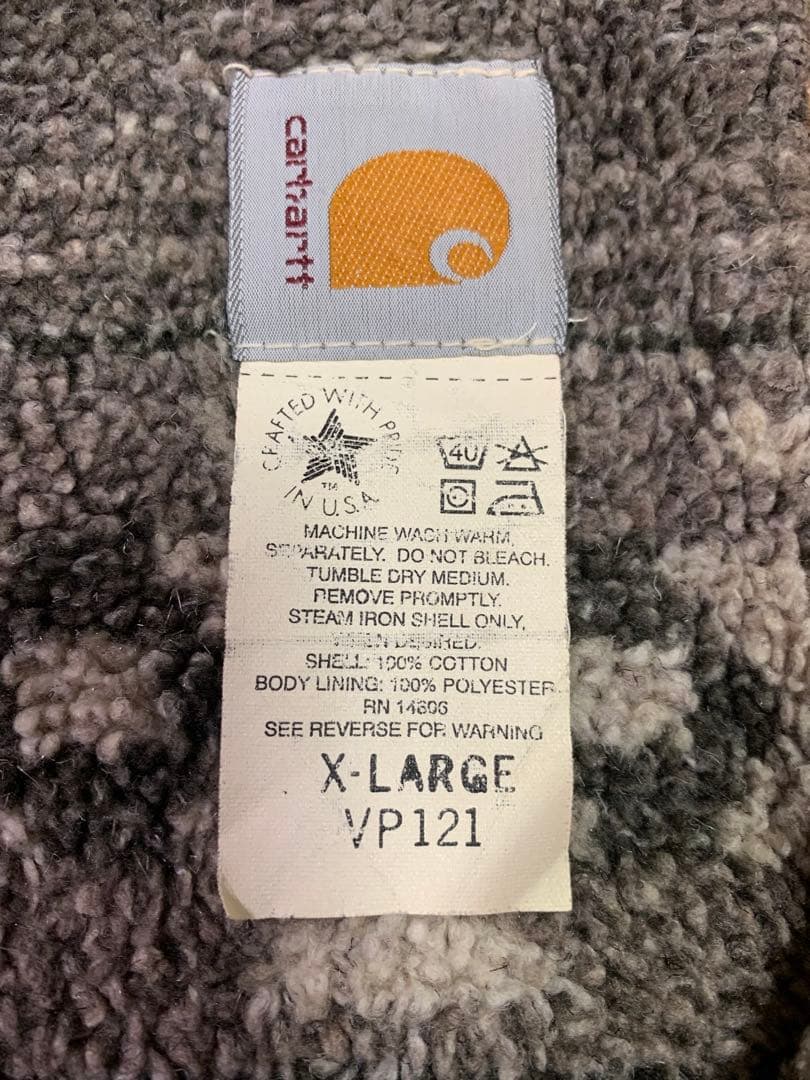 carhartt
CRAFTED WITH PRIDE
IN U.S.A
TM
40
MACHINE WASH WARM,
SEPARATELY. DO NOT BLEACH.
TUMBLE DRY MEDIUM.
REMOVE PROMPTLY.
STEAM IRON SHELL ONLY,
WHEN DESIRED.
SHELL: 100% COTTON
BODY LINING: 100% POLYESTER
RN 14806
SEE REVERSE FOR WARNING
X-LARGE
VP121